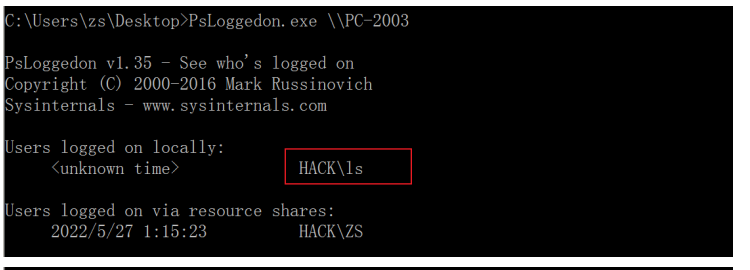 C:\Users\zs\Desktop>PsLoggedon.exe \\PC-2003
PsLoggedon v1.35 - See who's logged on
Copyright (C) 2000-2016 Mark Russinovich
Sysinternals - www.sysinternals.com
Users logged on locally:
<unknown time> HACK\ls
Users logged on via resource shares:
2022/5/27 1:15:23 HACK\ZS